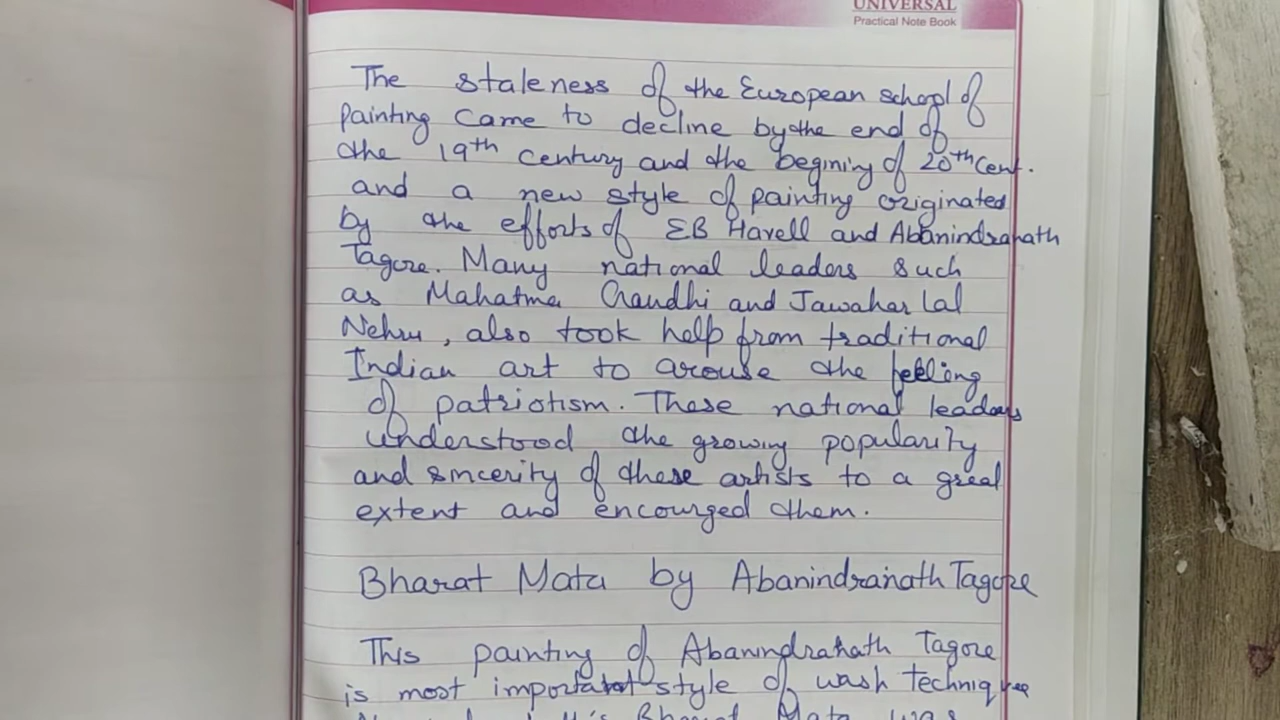 UNIVERSAL
Practical Note Book
The staleness of the European school of
painting came to decline by the end of
the 19th century and the begining of 20th cent.
and a new style of painting originated
by the efforts of EB Havell and Abanindranath
Tagore. Many national leaders such
as Mahatma Gandhi and Jawahar lal
Nehru, also took help from traditional
Indian art to arouse the feeling
of patriotism. These national leaders
understood the growing popularity
and sincerity of these artists to a great
extent and encourged them.
Bharat Mata by Abanindranath Tagore
This painting of Abanindranath Tagore
is most important style of wash technique
Bharat Mata was